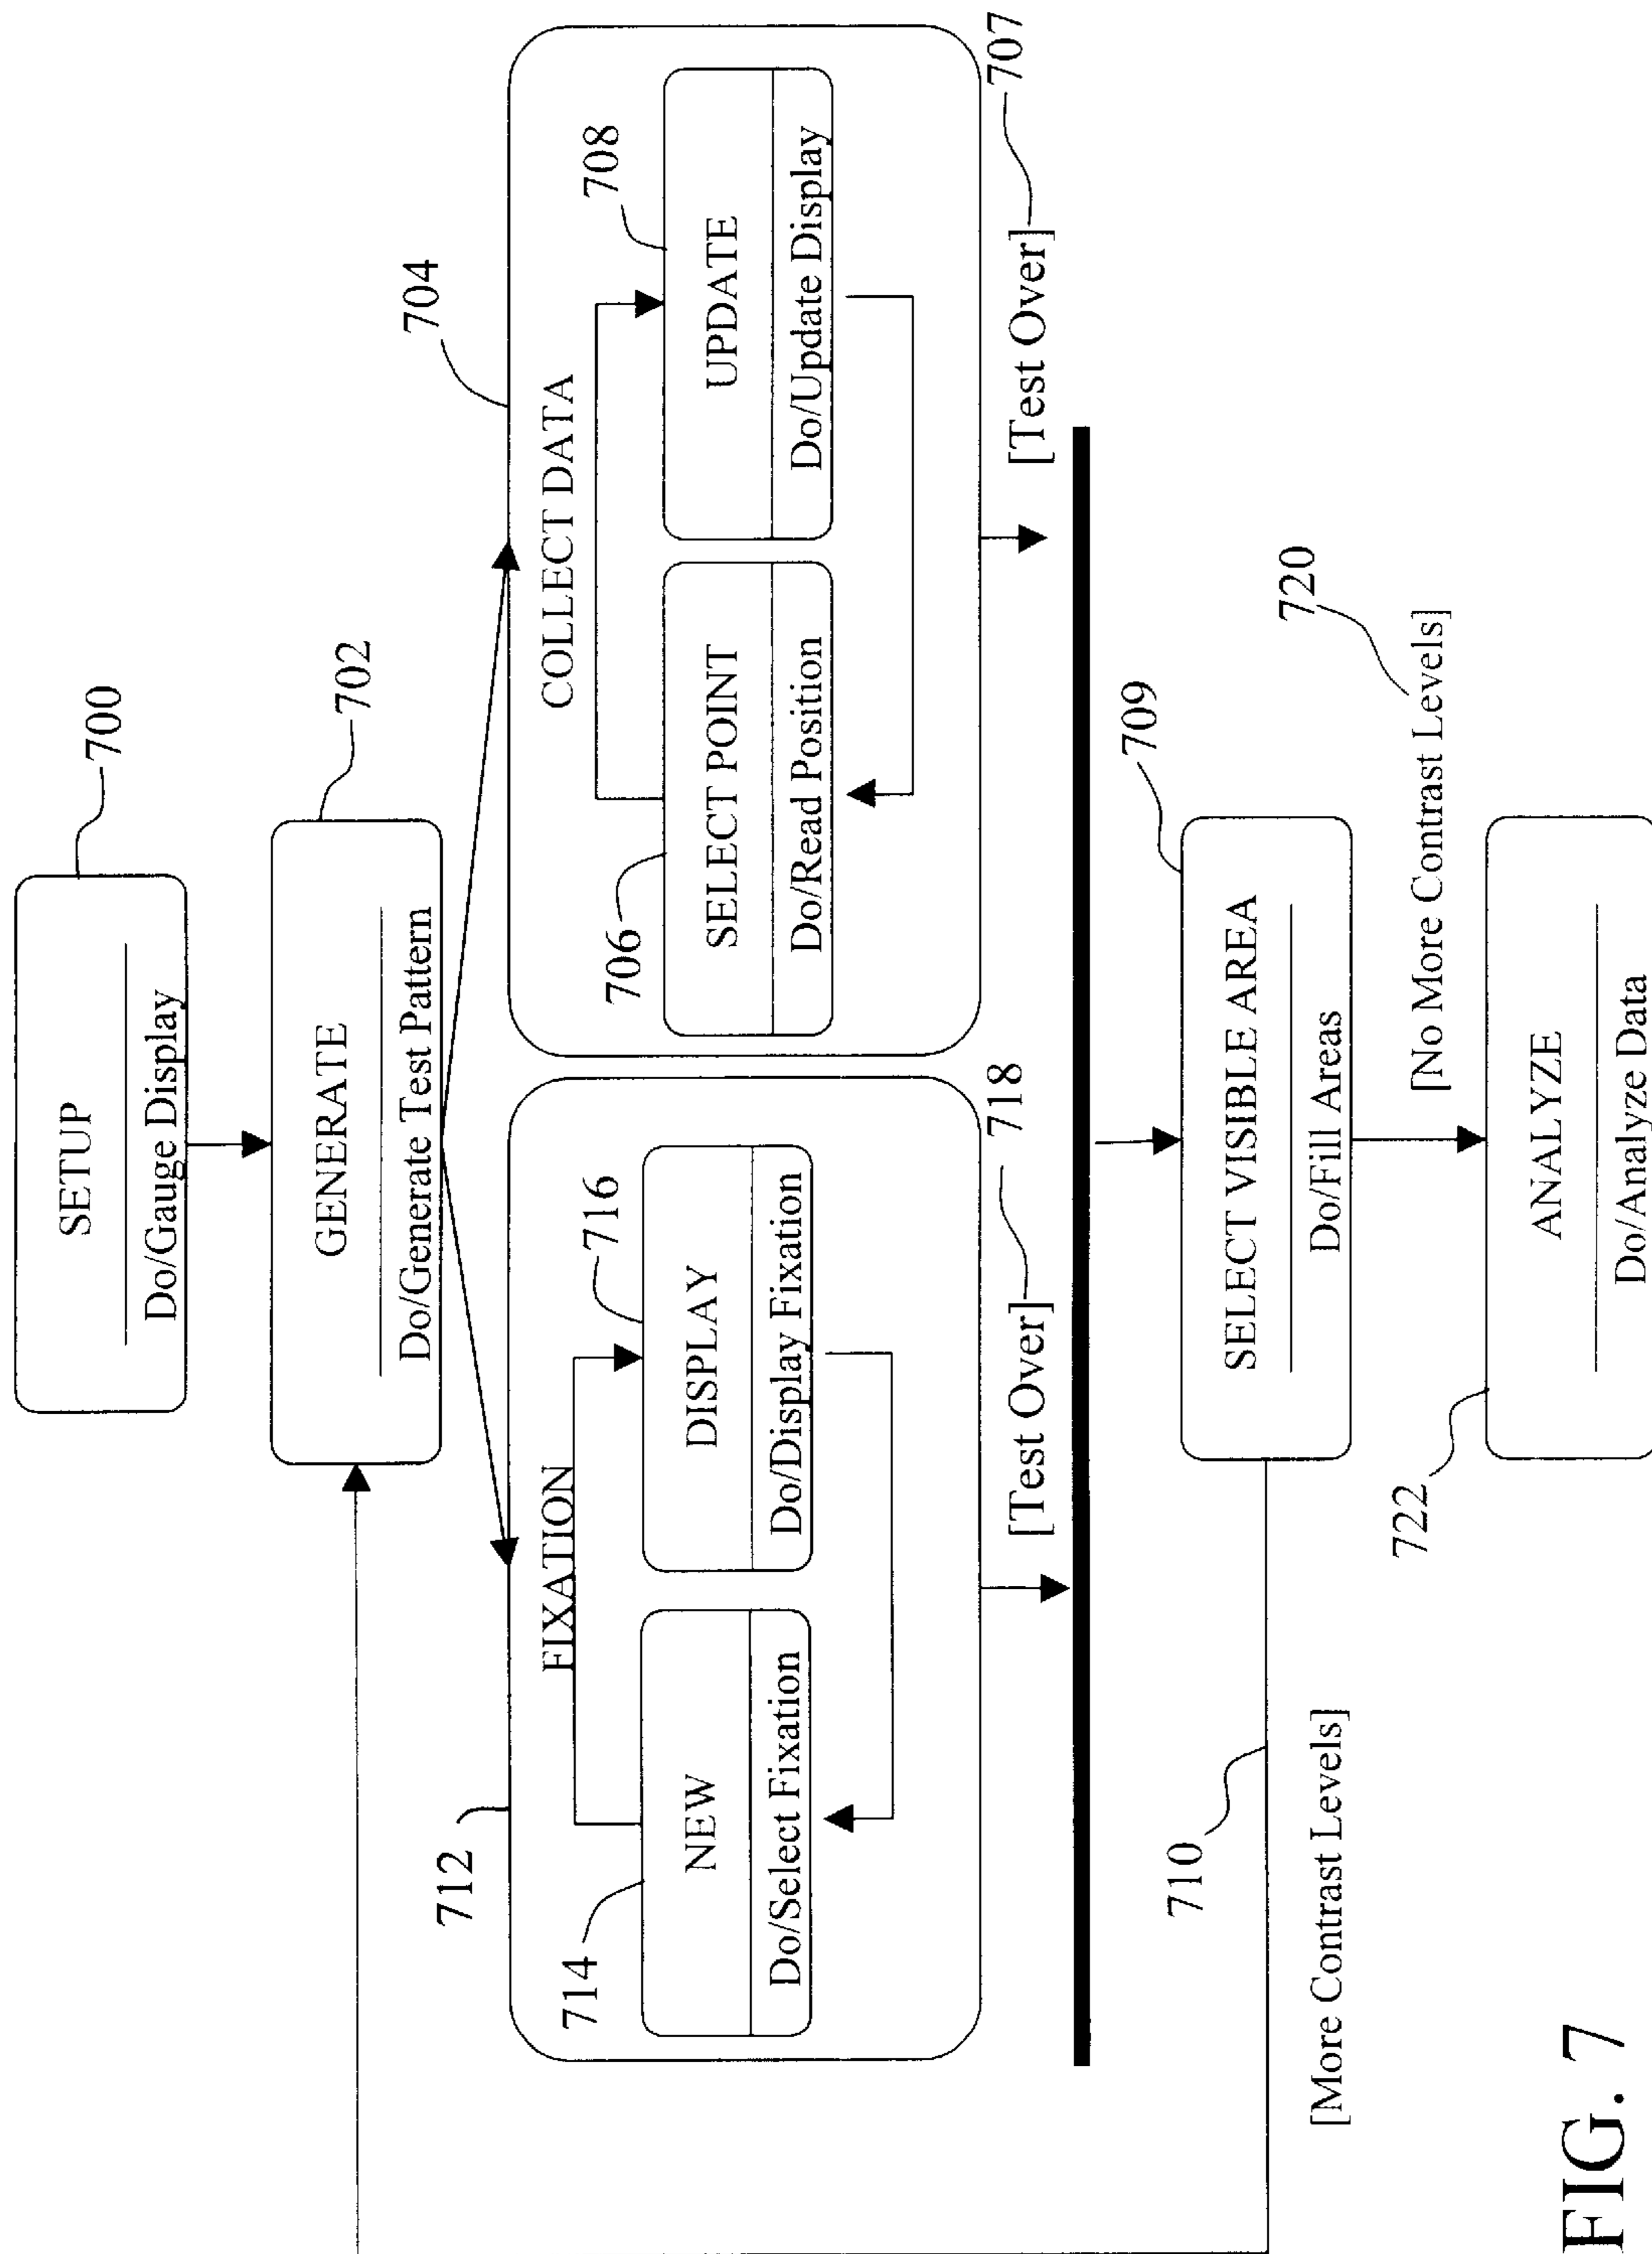 SETUP
Do/Gauge Display
700
GENERATE
Do/Generate Test Pattern
702
712
FIXATION
714
NEW
Do/Select Fixation
DISPLAY
Do/Display Fixation
716
[Test Over]
718
704
COLLECT DATA
706
SELECT POINT
Do/Read Position
UPDATE
Do/Update Display
708
[Test Over]
707
SELECT VISIBLE AREA
Do/Fill Areas
709
710
[More Contrast Levels]
[No More Contrast Levels]
720
ANALYZE
Do/Analyze Data
722
FIG. 7